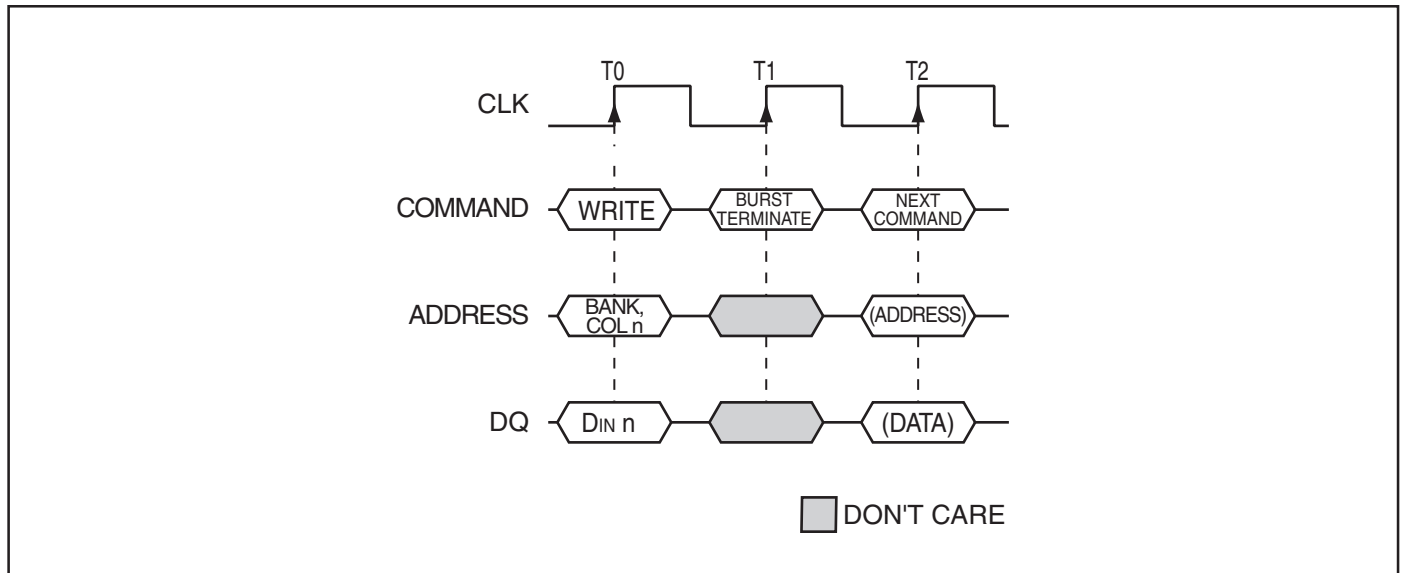 T0 T1 T2
CLK
COMMAND WRITE BURST TERMINATE NEXT COMMAND
ADDRESS BANK, COL n (ADDRESS)
DQ DIN n (DATA)
DON'T CARE